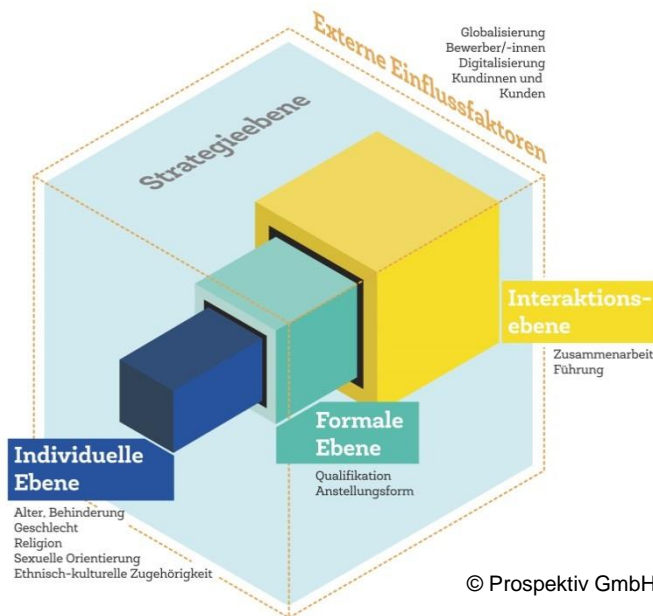 Externe Einflussfaktoren
Globalisierung
Bewerber/-innen
Digitalisierung
Kundinnen und
Kunden
Strategieebene
Interaktions-
ebene
Zusammenarbeit
Führung
Formale
Ebene
Qualifikation
Anstellungsform
Individuelle
Ebene
Alter, Behinderung
Geschlecht
Religion
Sexuelle Orientierung
Ethnisch-kulturelle Zugehörigkeit
© Prospektiv GmbH